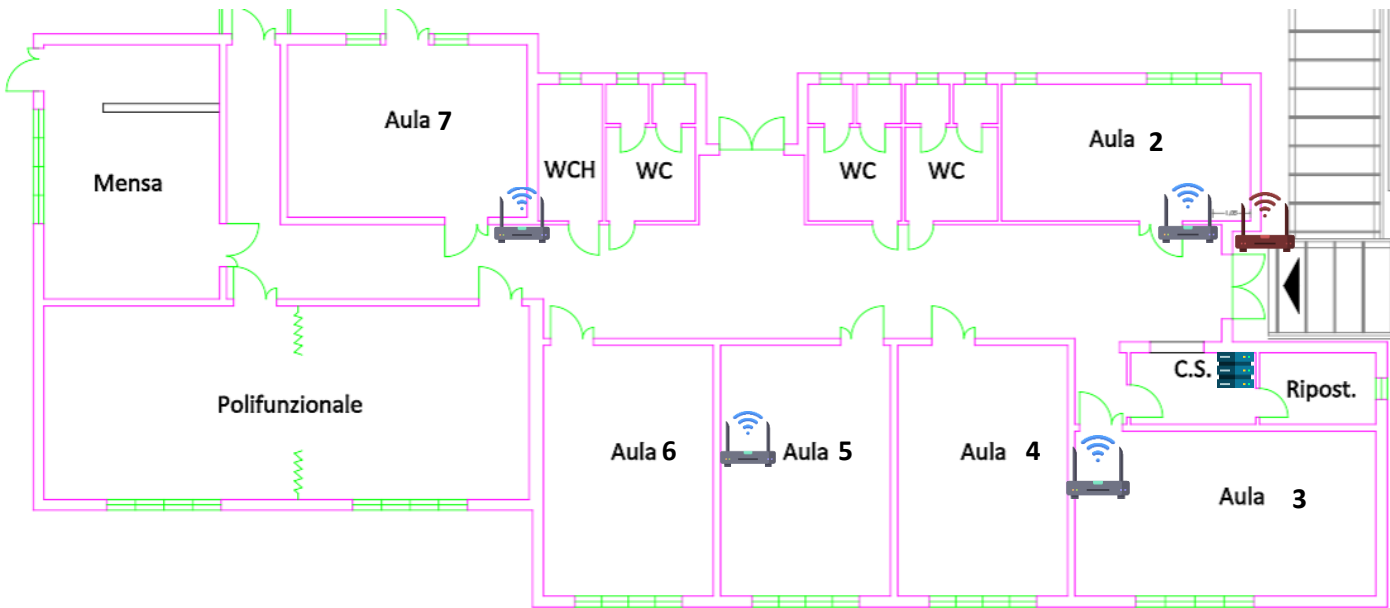 Aula 7
Aula 2
WCH
WC
WC
WC
Mensa
C.S.
Ripost.
Polifunzionale
Aula 6
Aula 5
Aula 4
Aula 3